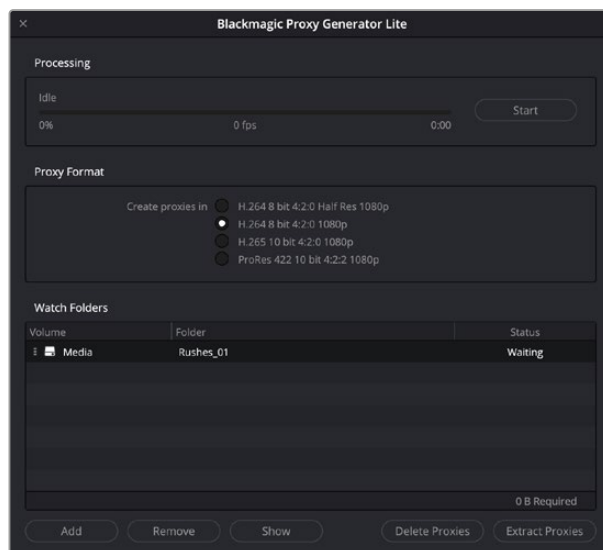 Blackmagic Proxy Generator Lite
Processing
Idle
Start
0% 0 fps 0:00
Proxy Format
Create proxies in H.264 8 bit 4:2:0 Half Res 1080p
H.264 8 bit 4:2:0 1080p
H.265 10 bit 4:2:0 1080p
ProRes 422 10 bit 4:2:2 1080p
Watch Folders
Volume Folder Status
Media Rushes_01 Waiting
0 B Required
Add Remove Show Delete Proxies Extract Proxies